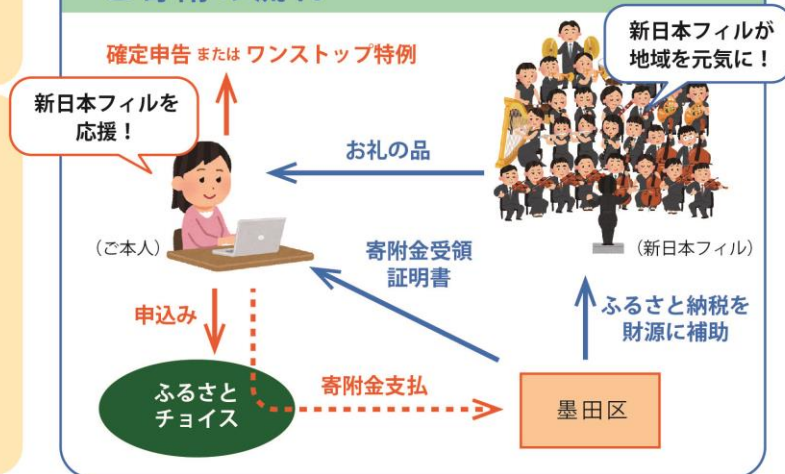 確定申告 または ワンストップ特例
新日本フィルが
地域を元気に！
新日本フィルを
応援！
お礼の品
（ご本人）
寄附金受領
証明書
（新日本フィル）
申込み
ふるさと納税を
財源に補助
ふるさと
チョイス
寄附金支払
墨田区